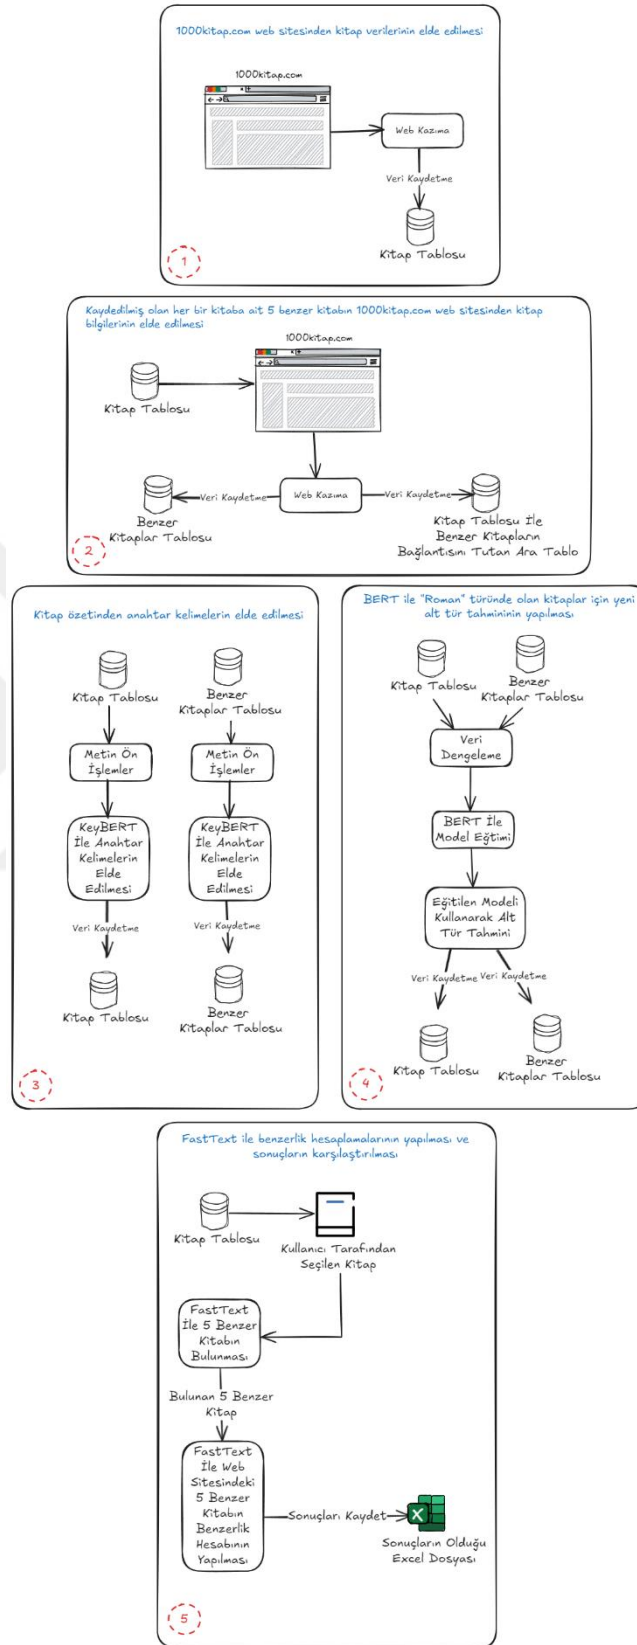 1000kitap.com web sitesinden kitap verilerinin elde edilmesi
1000kitap.com
Web Kazıma
Veri Kaydetme
Kitap Tablosu
1
Kaydedilmiş olan her bir kitaba ait 5 benzer kitabın 1000kitap.com web sitesinden kitap
bilgilerinin elde edilmesi
1000kitap.com
Kitap Tablosu
Veri Kaydetme
Web Kazıma
Veri Kaydetme
Benzer
Kitaplar Tablosu
Kitap Tablosu İle
Benzer Kitapların
Bağlantısını Tutan Ara Tablo
2
Kitap özetinden anahtar kelimelerin elde edilmesi
Kitap Tablosu
Benzer
Kitaplar Tablosu
Metin Ön
İşlemler
Metin Ön
İşlemler
KeyBERT
İle Anahtar
Kelimelerin
Elde
Edilmesi
KeyBERT
İle Anahtar
Kelimelerin
Elde
Edilmesi
Veri Kaydetme
Veri Kaydetme
Kitap Tablosu
Benzer
Kitaplar Tablosu
3
BERT ile "Roman" türünde olan kitaplar için yeni
alt tür tahmininin yapılması
Kitap Tablosu
Benzer
Kitaplar Tablosu
Veri
Dengeleme
BERT İle
Model Eğtimi
Eğitilen Modeli
Kullanarak Alt
Tür Tahmini
Veri Kaydetme
Veri Kaydetme
Kitap Tablosu
Benzer
Kitaplar Tablosu
4
FastText ile benzerlik hesaplamalarının yapılması ve
sonuçların karşılaştırılması
Kitap Tablosu
Kullanıcı Tarafından
Seçilen Kitap
FastText
İle 5 Benzer
Kitabın
Bulunması
Bulunan 5 Benzer
Kitap
FastText
İle Web
Sitesindeki
5 Benzer
Kitabın
Benzerlik
Hesabının
Yapılması
Sonuçları Kaydet
Sonuçların Olduğu
Excel Dosyası
5